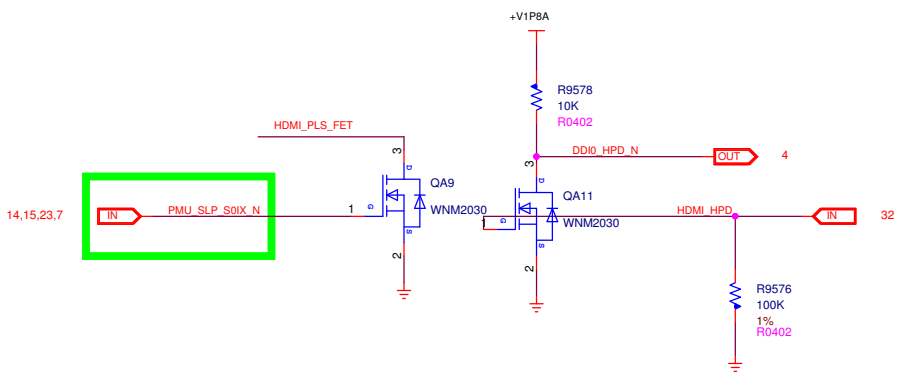 +V1P8A
R9578
10K
R0402
HDMI_PLS_FET
3
D
3
DDI0_HPD_N
OUT
4
D
QA9
QA11
14,15,23,7
IN
PMU_SLP_S0IX_N
1
G
WNM2030
S
2
1
G
WNM2030
S
2
HDMI_HPD
IN
32
R9576
100K
1%
R0402